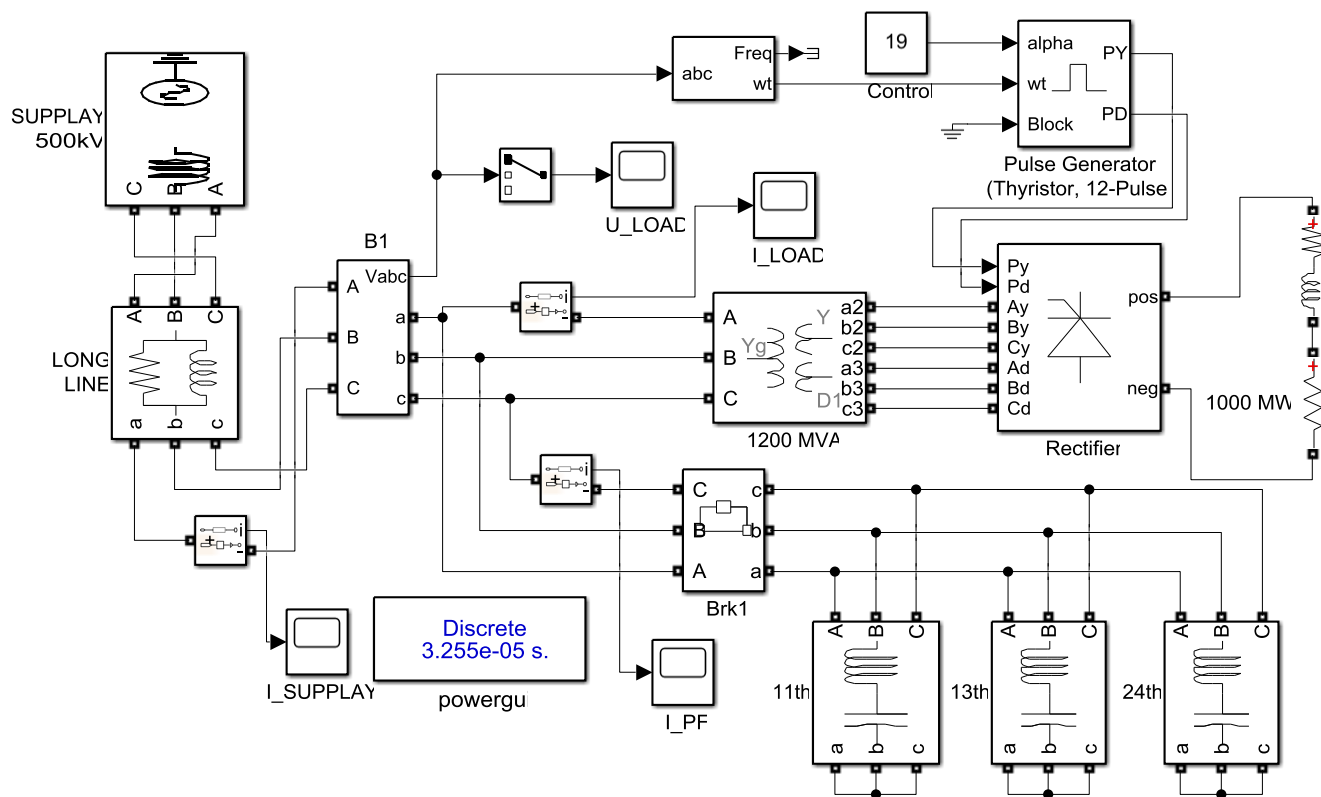 SUPPLAY
500kV
C B A
A B C
LONG
LINE
a b c
B1
Vabc
A
B
C
a
b
c
abc
Freq
wt
19
Control
alpha
wt
Block
PY
PD
Pulse Generator
(Thyristor, 12-Pulse
U_LOAD
I_LOAD
i
A
B
C
Yg
Y
D1
a2
b2
c2
a3
b3
c3
1200 MVA
Py
Pd
Ay
By
Cy
Ad
Bd
Cd
pos
neg
Rectifier
1000 MW
i
C
B
A
c
b
a
Brk1
i
I_SUPPLAY
Discrete
3.255e-05 s.
powergu
I_PF
A B C
11th
a b c
A B C
13th
a b c
A B C
24th
a b c